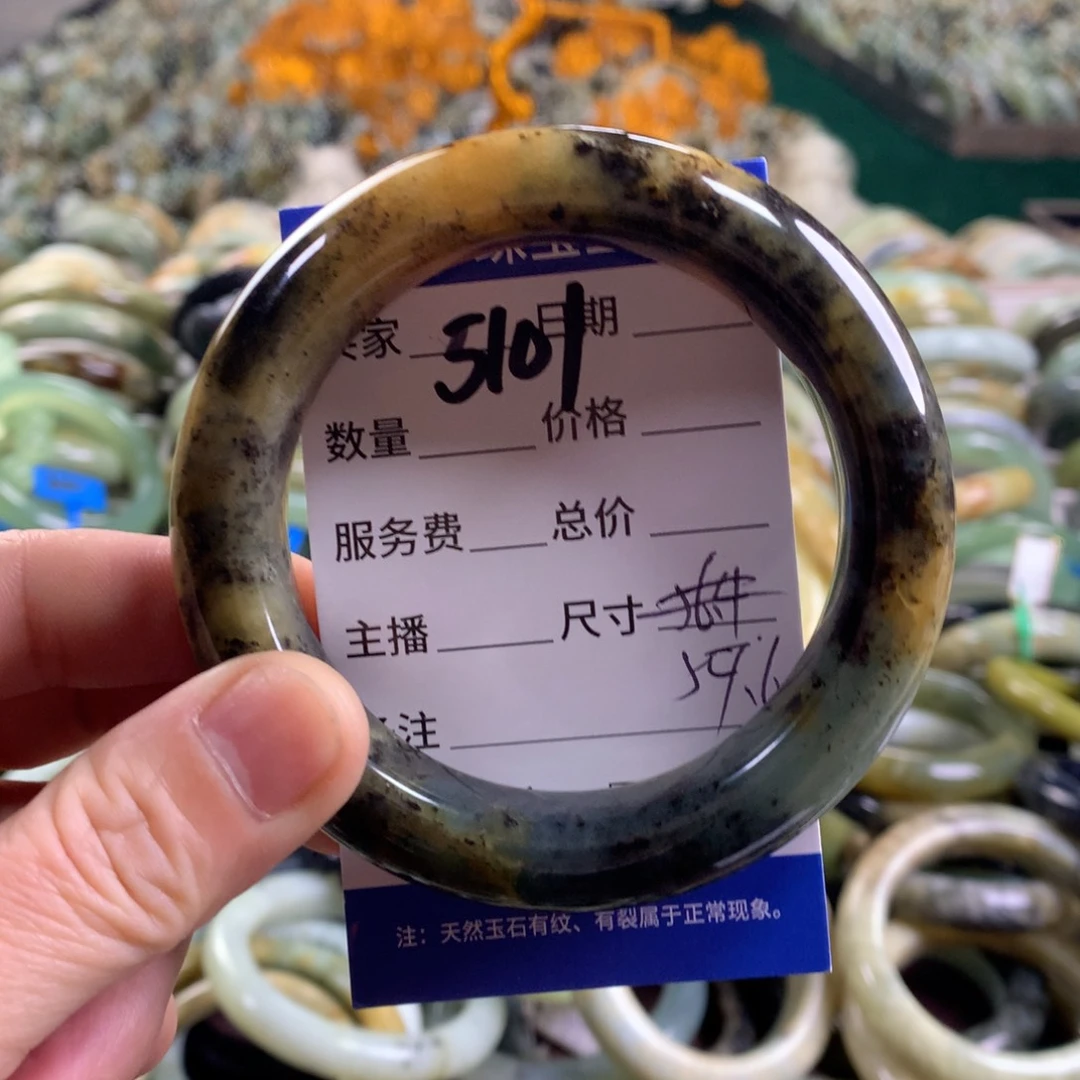 家 5101 日期
数量 价格
服务费 总价
主播 尺寸
59.6
注
注：天然玉石有纹、有裂属于正常现象。